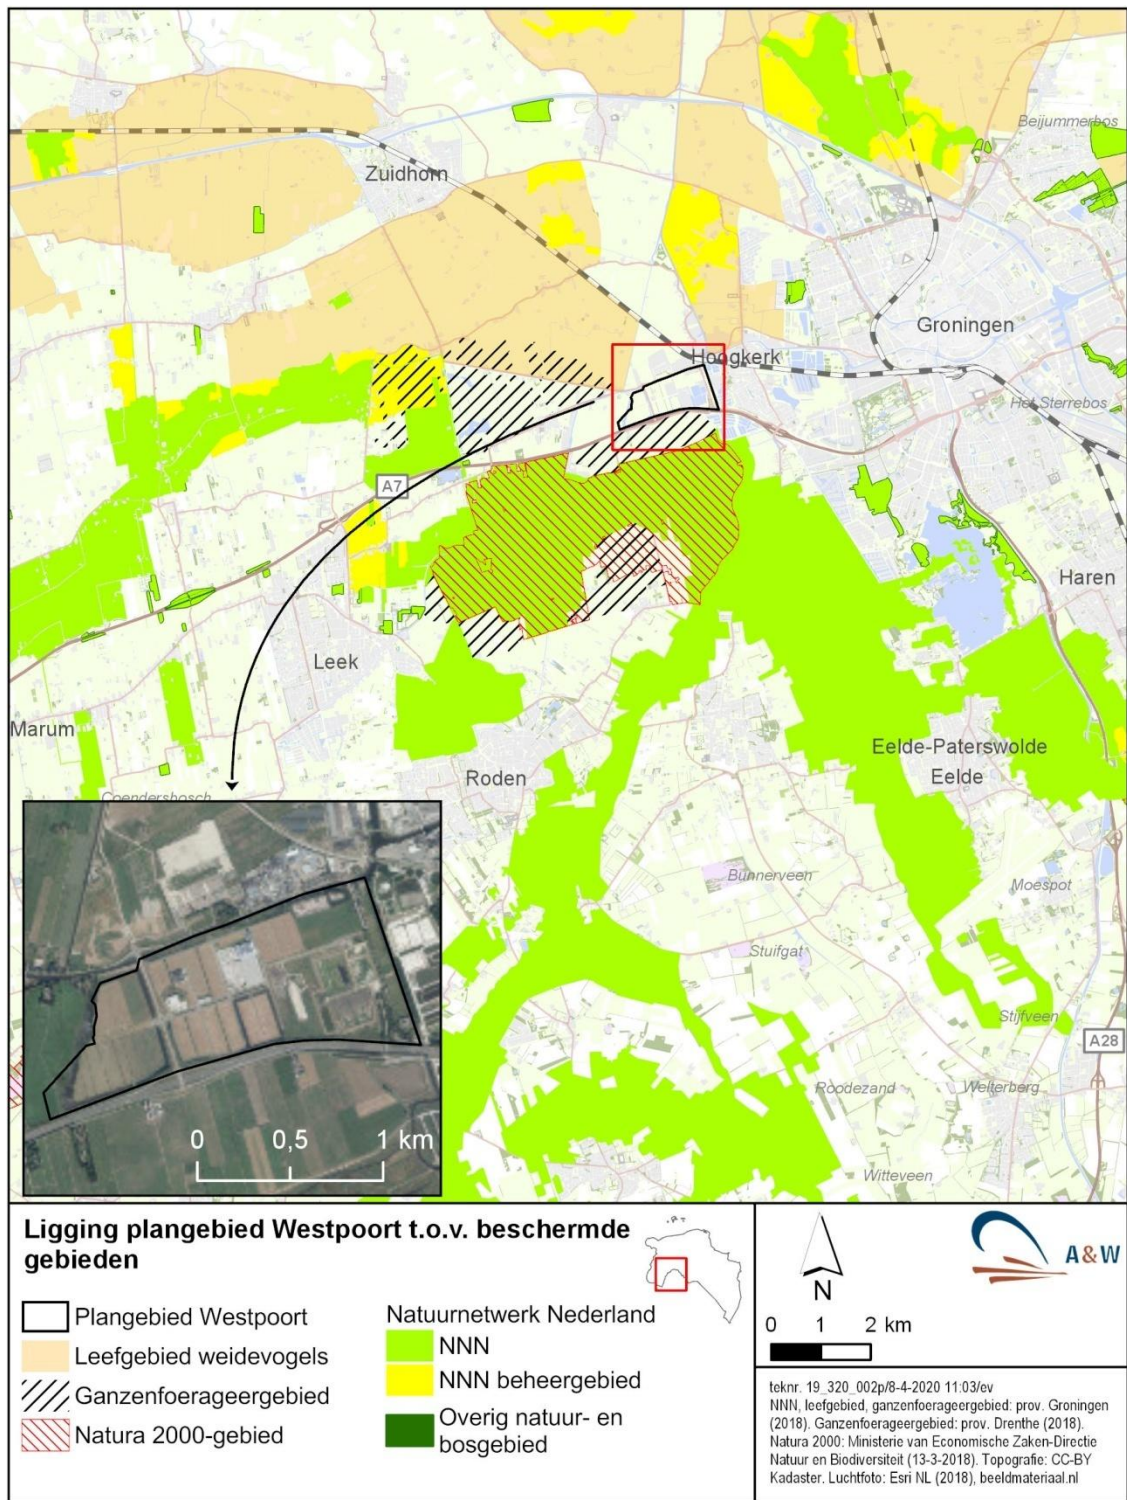 Beijummerbos
Zuidhorn
Groningen
Hoogkerk
Het Sterrebos
A7
Haren
Leek
Marum
Eelde-Paterswolde
Eelde
Roden
Coendersbosch
Bunnerveen
Moespot
Stuifgat
Stijfveen
A28
Roodezand
Welterberg
Witteveen
0 0,5 1 km
Ligging plangebied Westpoort t.o.v. beschermde
gebieden
Plangebied Westpoort
Leefgebied weidevogels
Ganzenfoerageergebied
Natura 2000-gebied
Natuurnetwerk Nederland
NNN
NNN beheergebied
Overig natuur- en
bosgebied
N
A&W
0 1 2 km
teknr. 19_320_002p/8-4-2020 11:03/ev
NNN, leefgebied, ganzenfoerageergebied: prov. Groningen
(2018). Ganzenfoerageergebied: prov. Drenthe (2018).
Natura 2000: Ministerie van Economische Zaken-Directie
Natuur en Biodiversiteit (13-3-2018). Topografie: CC-BY
Kadaster. Luchtfoto: Esri NL (2018), beeldmateriaal.nl